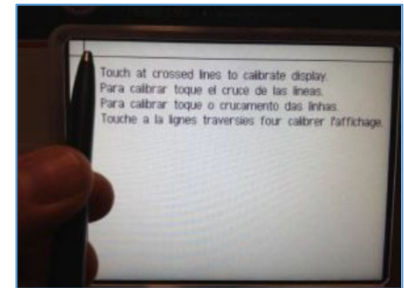 Touch at crossed lines to calibrate display.
Para calibrar toque el cruce de las lineas.
Para calibrar toque o crucamento das linhas.
Touche a la lignes traversies four calibrer l'affichage.